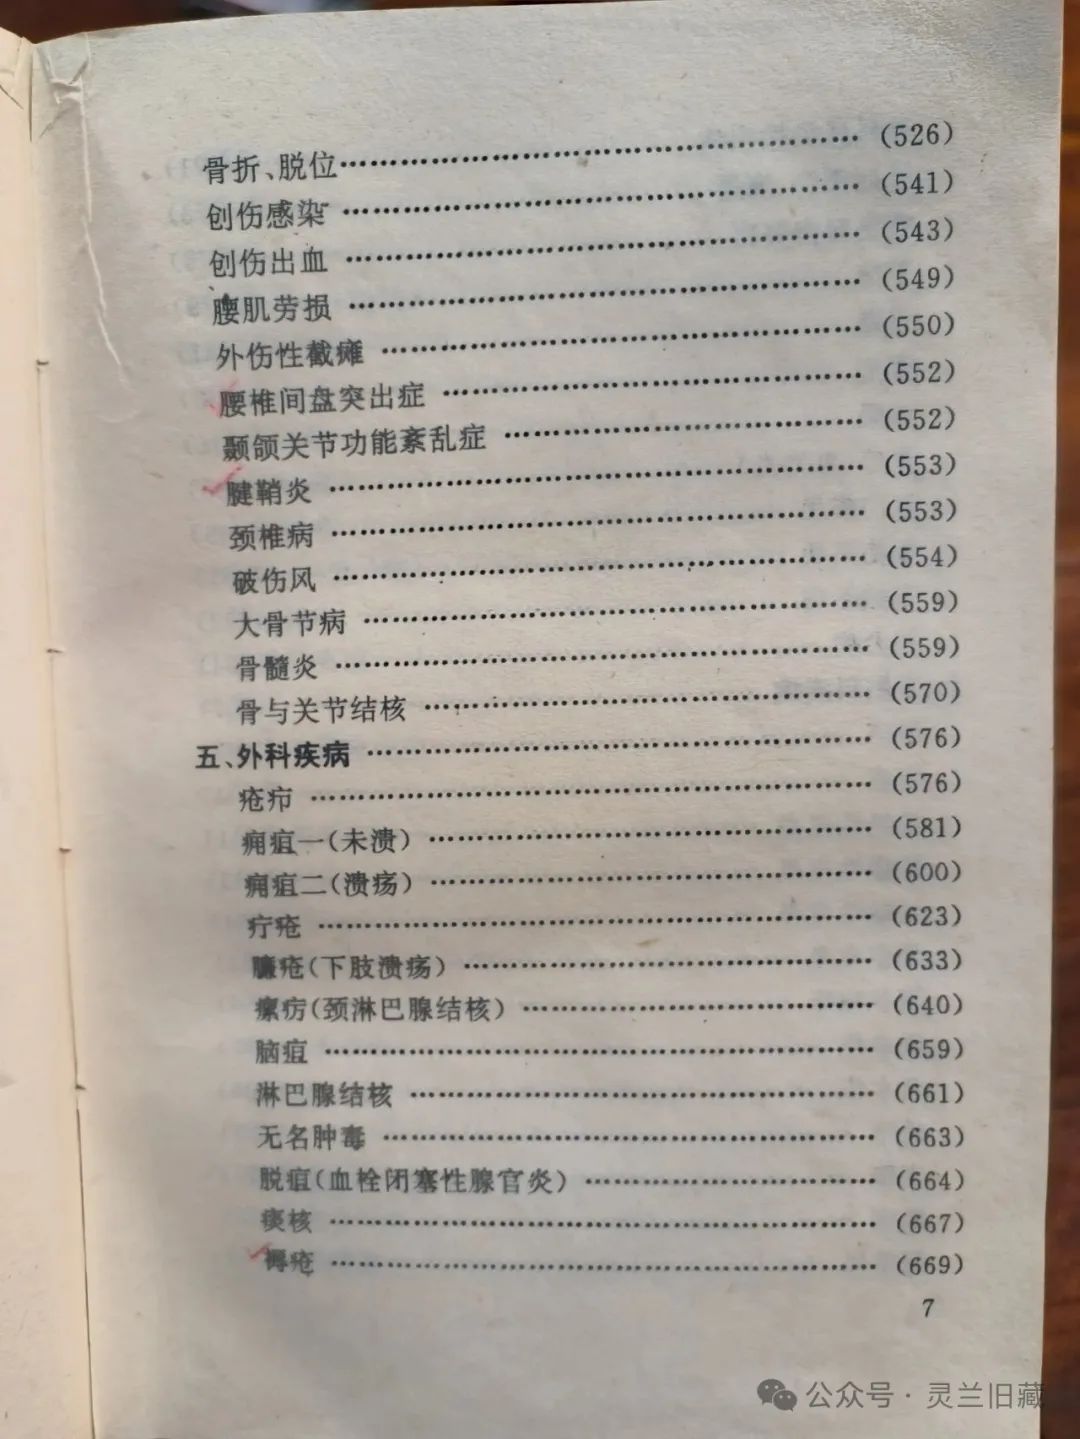 骨折、脱位……………………………………(526)
创伤感染……………………………………(541)
创伤出血……………………………………(543)
腰肌劳损……………………………………(549)
外伤性截瘫……………………………………(550)
腰椎间盘突出症……………………………………(552)
颞颌关节功能紊乱症……………………………………(552)
腱鞘炎……………………………………(553)
颈椎病……………………………………(553)
破伤风……………………………………(554)
大骨节病……………………………………(559)
骨髓炎……………………………………(559)
骨与关节结核……………………………………(570)
五、外科疾病……………………………………(576)
疮疖……………………………………(576)
痈疽一(未溃)……………………………………(581)
痈疽二(溃疡)……………………………………(600)
疔疮……………………………………(623)
臁疮(下肢溃疡)……………………………………(633)
瘰疬(颈淋巴腺结核)……………………………………(640)
脑疽……………………………………(659)
淋巴腺结核……………………………………(661)
无名肿毒……………………………………(663)
脱疽(血栓闭塞性腺官炎)……………………………………(664)
痰核……………………………………(667)
褥疮……………………………………(669)
7
公众号·灵兰旧藏